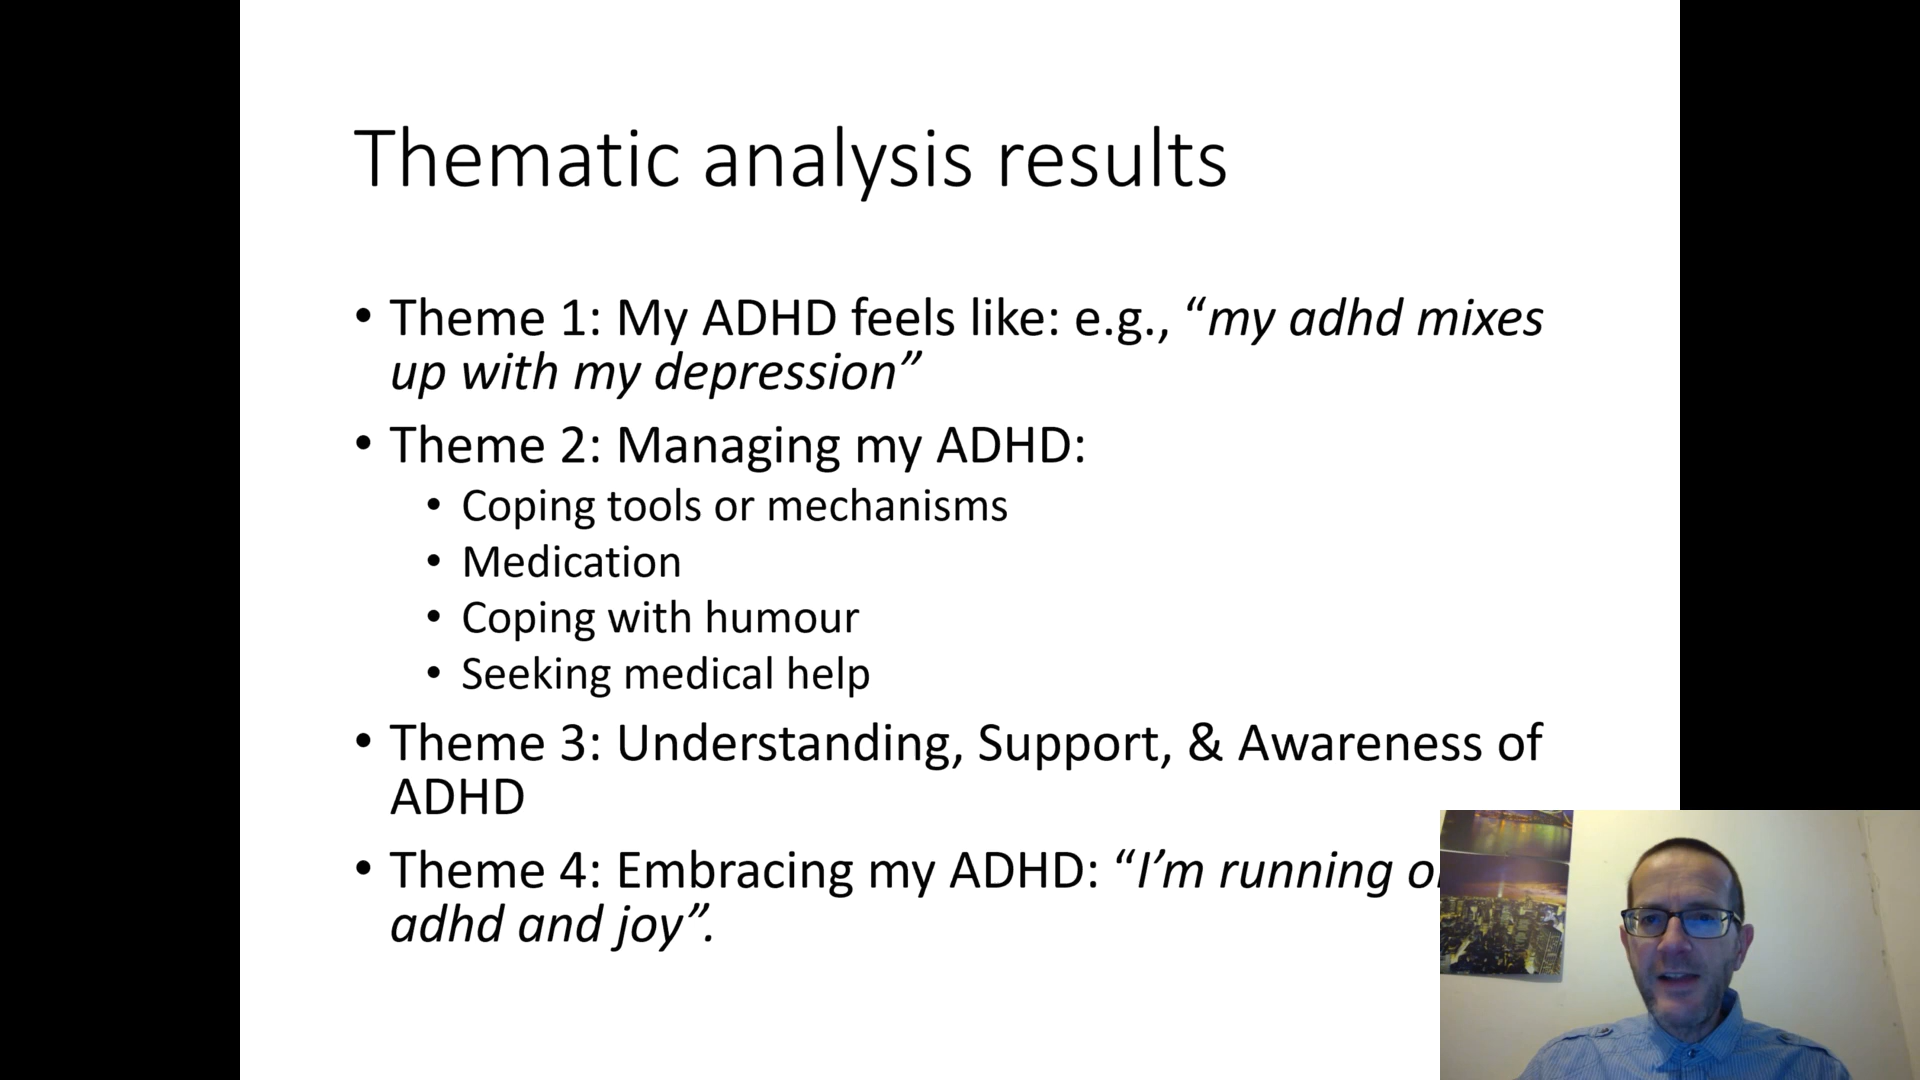 Thematic analysis results
• Theme 1: My ADHD feels like: e.g., “my adhd mixes
up with my depression”
• Theme 2: Managing my ADHD:
• Coping tools or mechanisms
• Medication
• Coping with humour
• Seeking medical help
• Theme 3: Understanding, Support, & Awareness of
ADHD
• Theme 4: Embracing my ADHD: “I’m running
adhd and joy”.